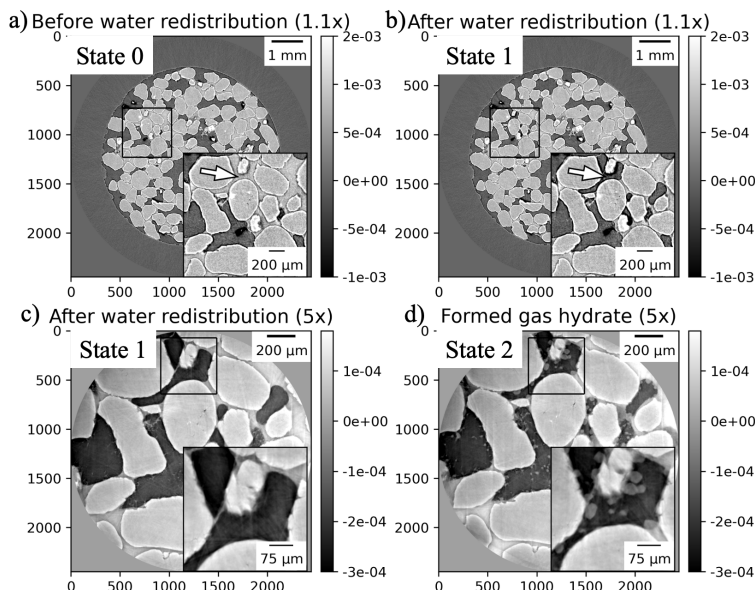 a) Before water redistribution (1.1x)
State 0
1 mm
200 μm
0
500
1000
1500
2000
0 500 1000 1500 2000
2e-03
1e-03
5e-04
0e+00
-5e-04
-1e-03
b) After water redistribution (1.1x)
State 1
1 mm
200 μm
0
500
1000
1500
2000
0 500 1000 1500 2000
2e-03
1e-03
5e-04
0e+00
-5e-04
-1e-03
c) After water redistribution (5x)
State 1
200 μm
75 μm
0
500
1000
1500
2000
0 500 1000 1500 2000
1e-04
0e+00
-1e-04
-2e-04
-3e-04
d) Formed gas hydrate (5x)
State 2
200 μm
75 μm
0
500
1000
1500
2000
0 500 1000 1500 2000
1e-04
0e+00
-1e-04
-2e-04
-3e-04